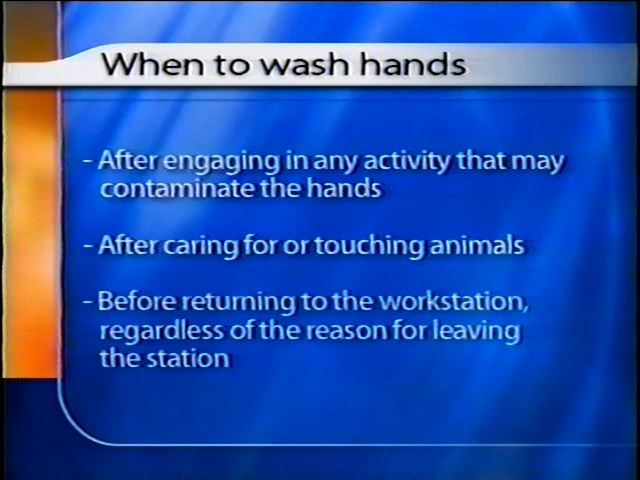 When to wash hands
- After engaging in any activity that may
contaminate the hands
- After caring for or touching animals
- Before returning to the workstation,
regardless of the reason for leaving
the station